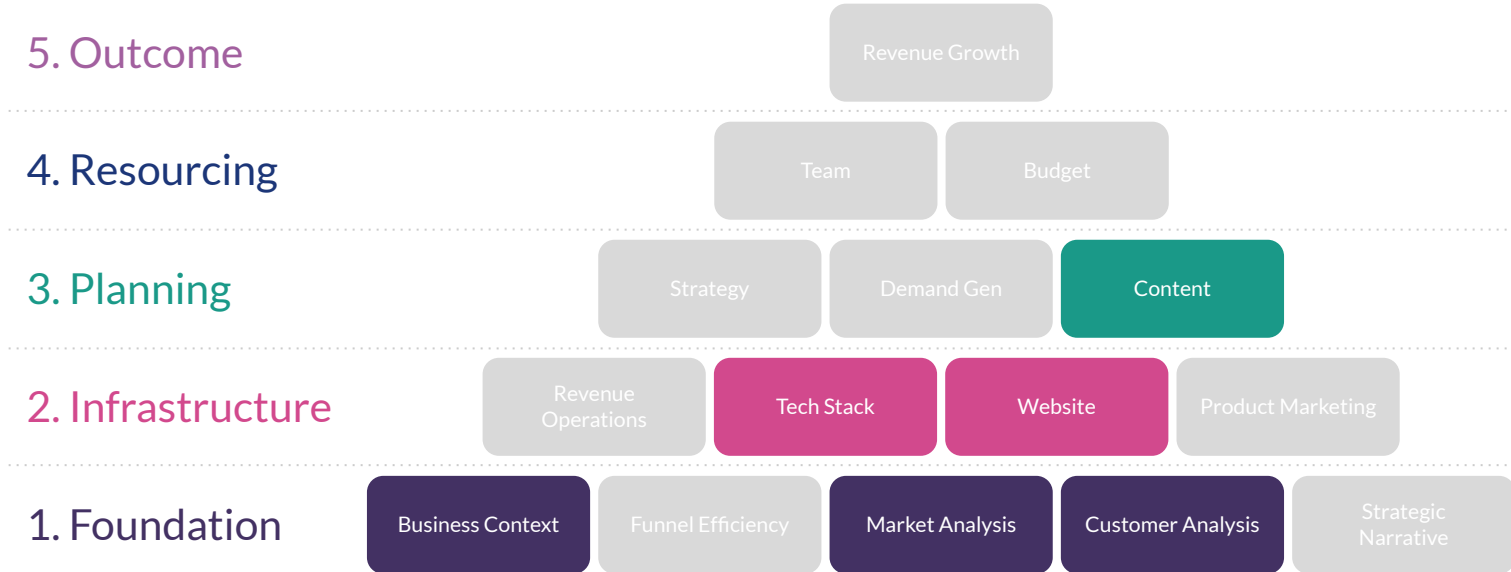 5. Outcome
Revenue Growth
4. Resourcing
Team
Budget
3. Planning
Strategy
Demand Gen
Content
2. Infrastructure
Revenue
Operations
Tech Stack
Website
Product Marketing
1. Foundation
Business Context
Funnel Efficiency
Market Analysis
Customer Analysis
Strategic
Narrative